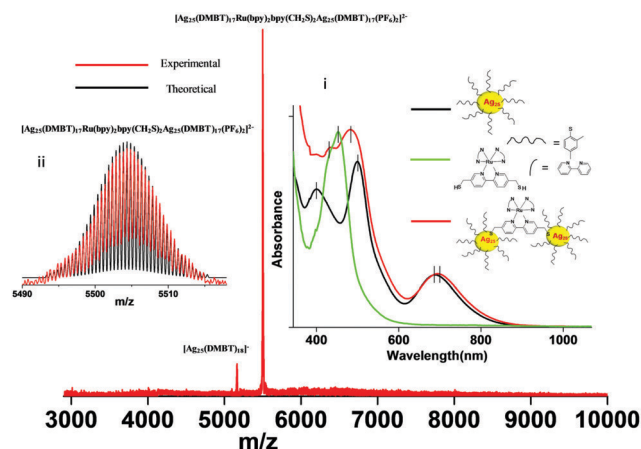 [Ag25(DMBT)17Ru(bpy)2bpy(CH2S)2Ag25(DMBT)17(PF6)2]2-
Experimental
Theoretical
[Ag25(DMBT)17Ru(bpy)2bpy(CH2S)2Ag25(DMBT)17(PF6)2]2-
ii
5490 5500 5510
m/z
i
Absorbance
400 600 800 1000
Wavelength(nm)
Ag25
S
=
N N N N
Ru
N N
HS SH
=
N N
N N N N
Ru
N N
S S
Ag25 Ag25
[Ag25(DMBT)18]-
3000 4000 5000 6000 7000 8000 9000 10000
m/z